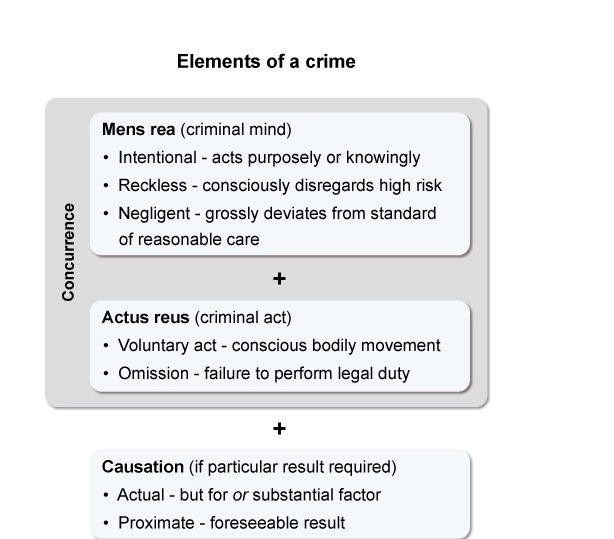 Elements of a crime
Concurrence
Mens rea (criminal mind)
• Intentional - acts purposely or knowingly
• Reckless - consciously disregards high risk
• Negligent - grossly deviates from standard
of reasonable care
+
Actus reus (criminal act)
• Voluntary act - conscious bodily movement
• Omission - failure to perform legal duty
+
Causation (if particular result required)
• Actual - but for or substantial factor
• Proximate - foreseeable result